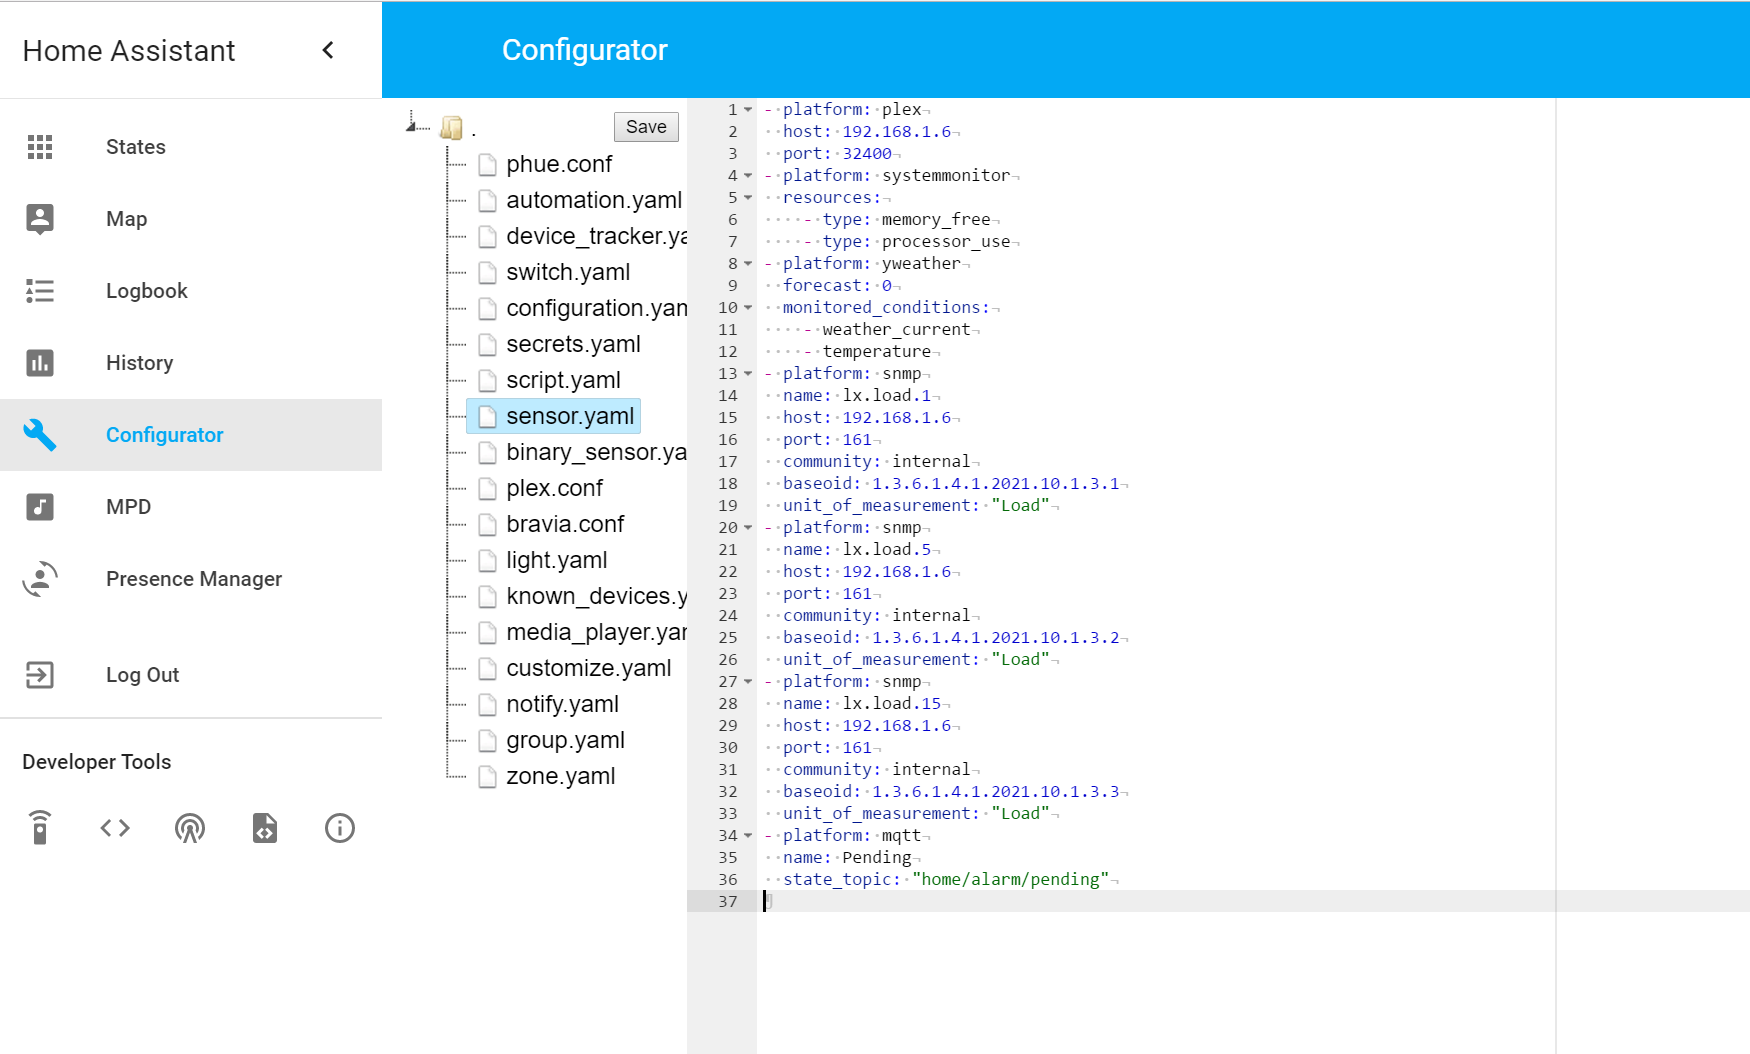 Home Assistant
Configurator
States
Map
Logbook
History
Configurator
MPD
Presence Manager
Log Out
Developer Tools
.
Save
phue.conf
automation.yaml
device_tracker.ya
switch.yaml
configuration.yam
secrets.yaml
script.yaml
sensor.yaml
binary_sensor.ya
plex.conf
bravia.conf
light.yaml
known_devices.y
media_player.yam
customize.yaml
notify.yaml
group.yaml
zone.yaml
1 - platform: plex
2   host: 192.168.1.6
3   port: 32400
4 - platform: systemmonitor
5   resources:
6     - type: memory_free
7     - type: processor_use
8 - platform: yweather
9   forecast: 0
10   monitored_conditions:
11     - weather_current
12     - temperature
13 - platform: snmp
14   name: lx.load.1
15   host: 192.168.1.6
16   port: 161
17   community: internal
18   baseoid: 1.3.6.1.4.1.2021.10.1.3.1
19   unit_of_measurement: "Load"
20 - platform: snmp
21   name: lx.load.5
22   host: 192.168.1.6
23   port: 161
24   community: internal
25   baseoid: 1.3.6.1.4.1.2021.10.1.3.2
26   unit_of_measurement: "Load"
27 - platform: snmp
28   name: lx.load.15
29   host: 192.168.1.6
30   port: 161
31   community: internal
32   baseoid: 1.3.6.1.4.1.2021.10.1.3.3
33   unit_of_measurement: "Load"
34 - platform: mqtt
35   name: Pending
36   state_topic: "home/alarm/pending"
37